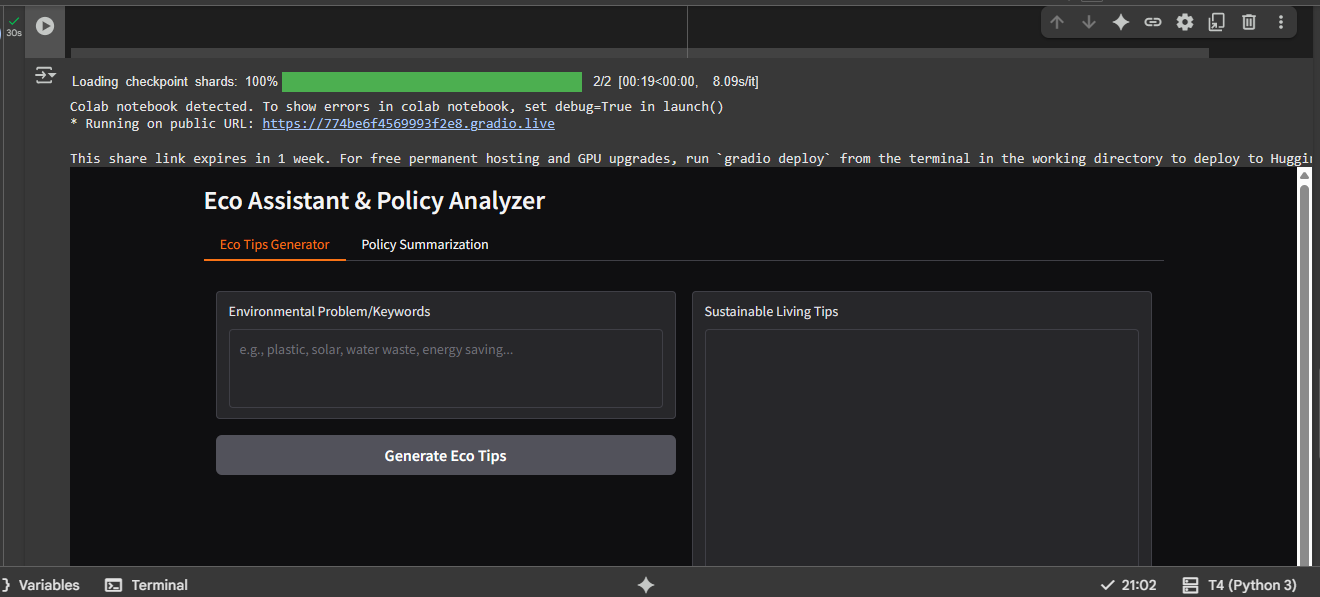 30s
Loading checkpoint shards: 100% 2/2 [00:19<00:00, 8.09s/it]
Colab notebook detected. To show errors in colab notebook, set debug=True in launch()
* Running on public URL: https://774be6f4569993f2e8.gradio.live
This share link expires in 1 week. For free permanent hosting and GPU upgrades, run `gradio deploy` from the terminal in the working directory to deploy to Huggin
Eco Assistant & Policy Analyzer
Eco Tips Generator Policy Summarization
Environmental Problem/Keywords Sustainable Living Tips
e.g., plastic, solar, water waste, energy saving...
Generate Eco Tips
Variables Terminal 21:02 T4 (Python 3)